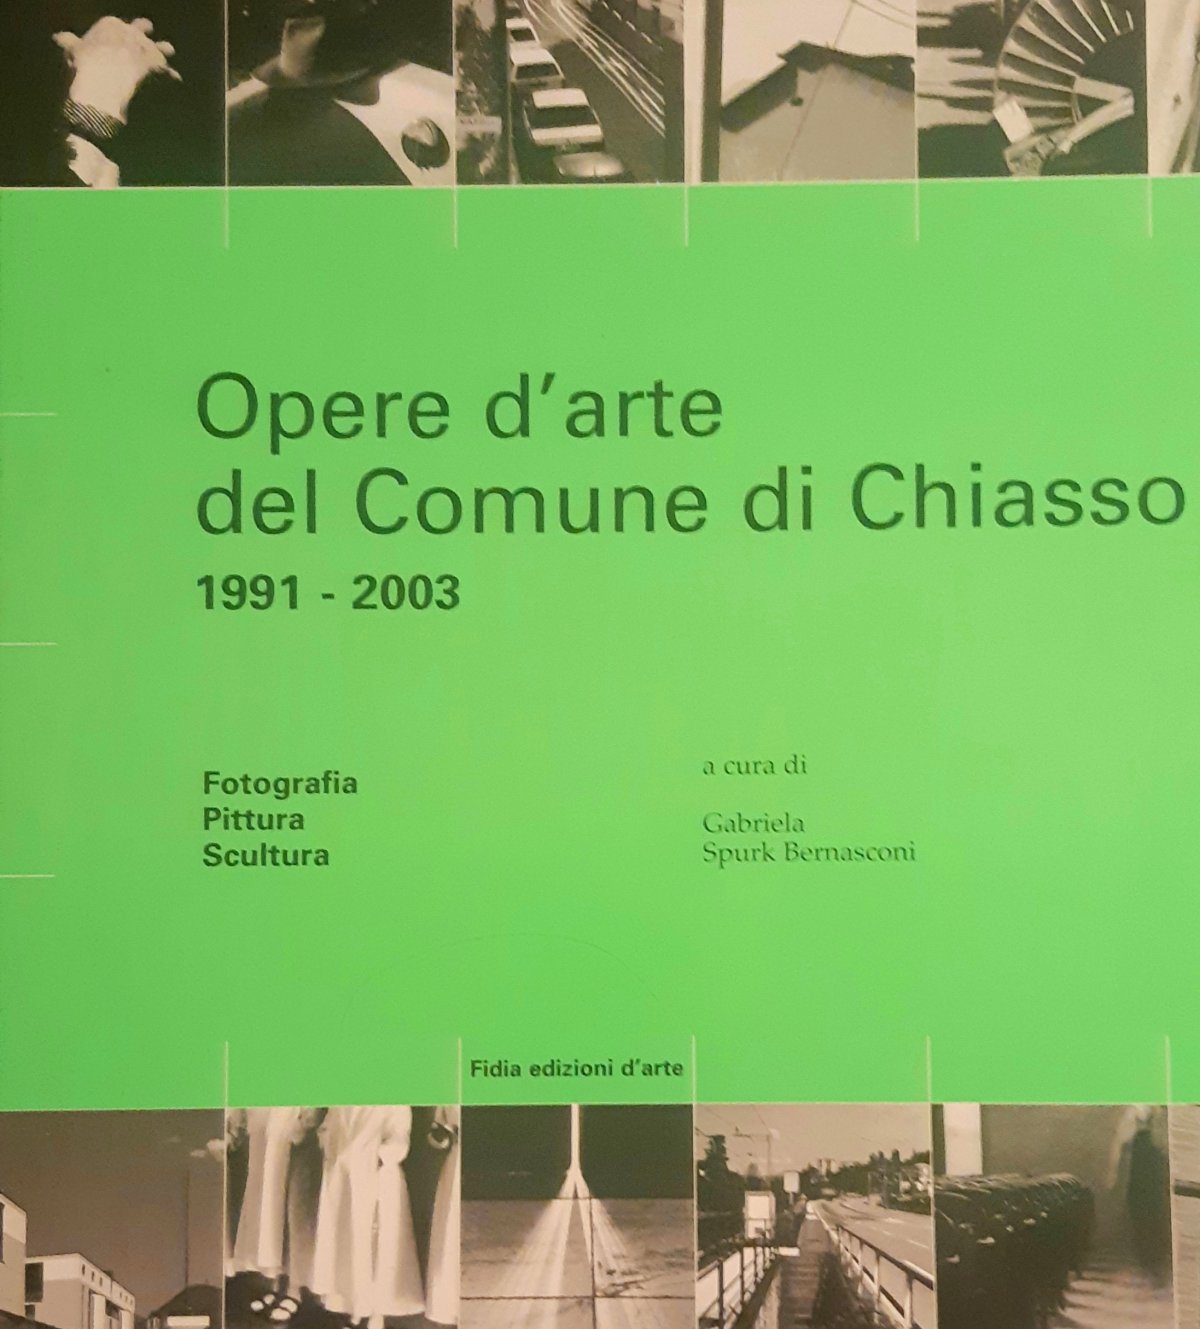 Opere d'arte
del Comune di Chiasso
1991 - 2003
Fotografia
Pittura
Scultura
a cura di
Gabriela
Spurk Bernasconi
Fidia edizioni d'arte